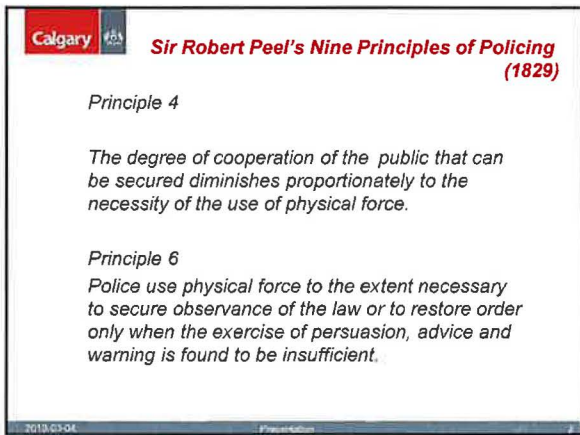 Calgary
Sir Robert Peel's Nine Principles of Policing
(1829)
Principle 4
The degree of cooperation of the public that can
be secured diminishes proportionately to the
necessity of the use of physical force.
Principle 6
Police use physical force to the extent necessary
to secure observance of the law or to restore order
only when the exercise of persuasion, advice and
warning is found to be insufficient.
Presentation